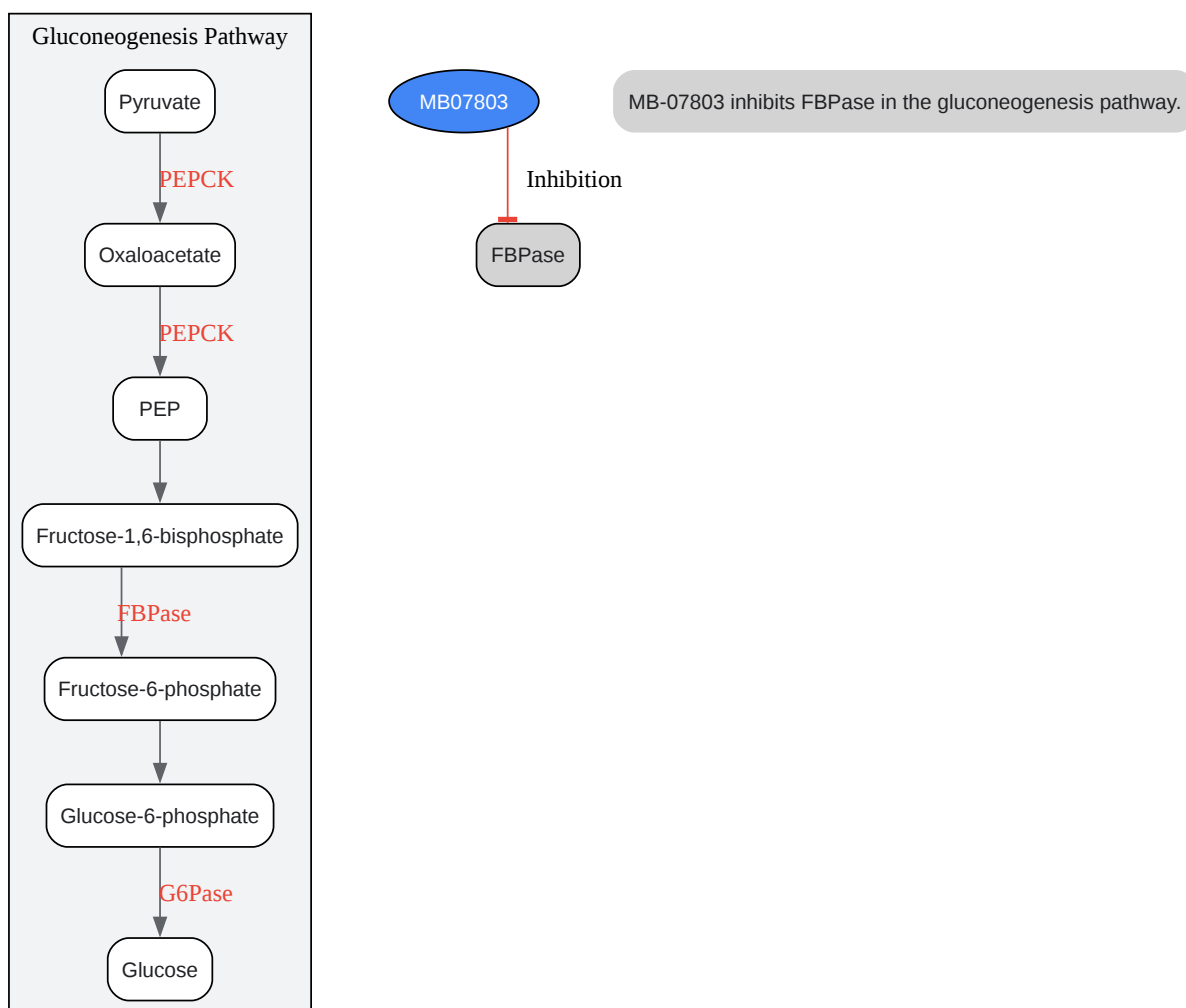 Gluconeogenesis Pathway
Pyruvate
PEPCK
Oxaloacetate
PEPCK
PEP
Fructose-1,6-bisphosphate
FBPase
Fructose-6-phosphate
Glucose-6-phosphate
G6Pase
Glucose
MB07803
Inhibition
FBPase
MB-07803 inhibits FBPase in the gluconeogenesis pathway.